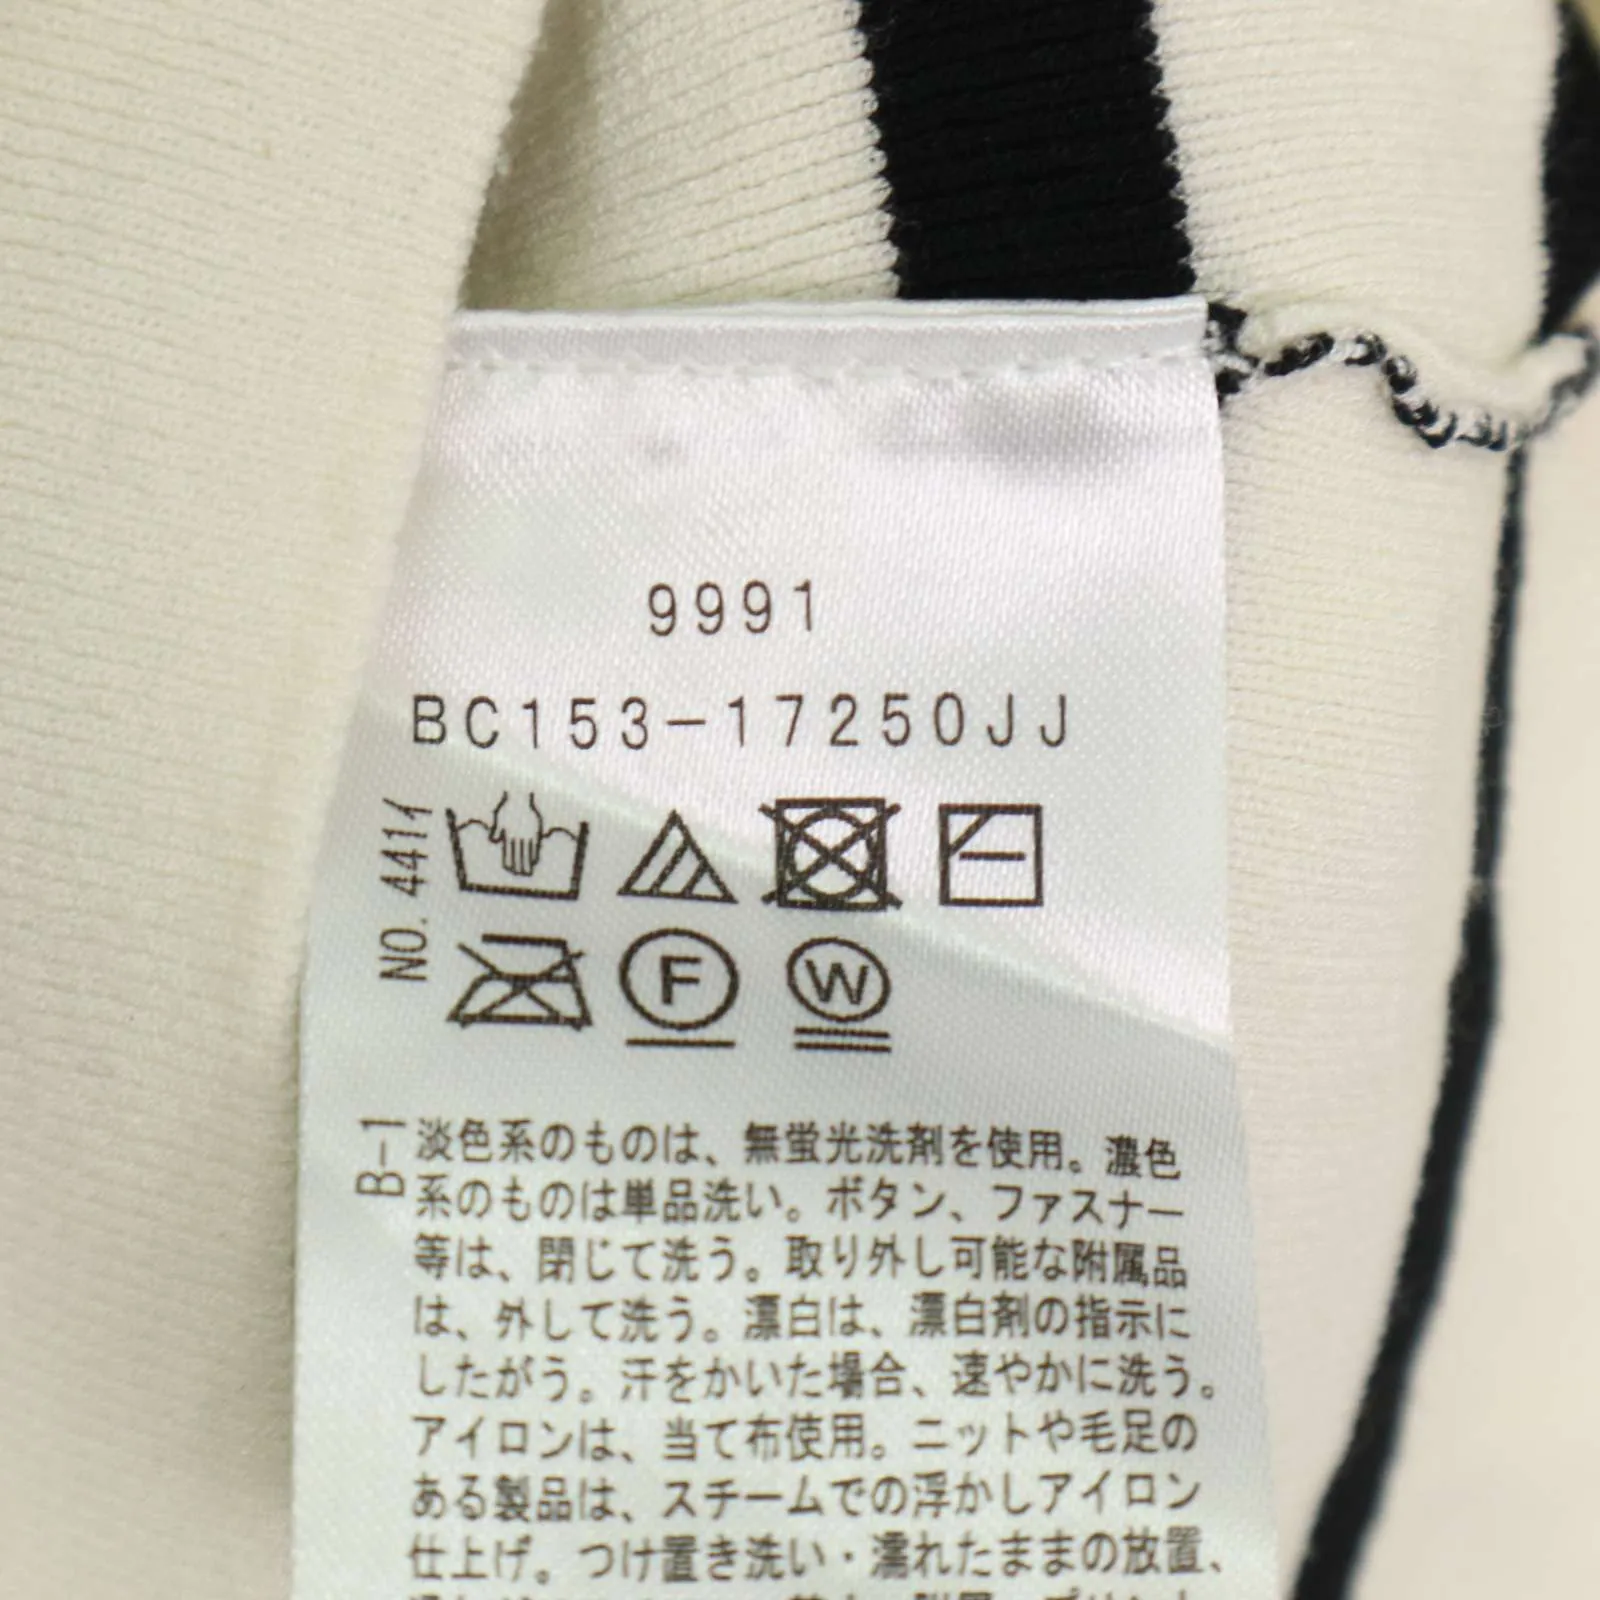 9991
BC153-17250JJ
NO. 441イ
F
W
B-1
淡色系のものは、無蛍光洗剤を使用。濃色
系のものは単品洗い。ボタン、ファスナー
等は、閉じて洗う。取り外し可能な附属品
は、外して洗う。漂白は、漂白剤の指示に
したがう。汗をかいた場合、速やかに洗う。
アイロンは、当て布使用。ニットや毛足の
ある製品は、スチームでの浮かしアイロン
仕上げ。つけ置き洗い・濡れたままの放置、